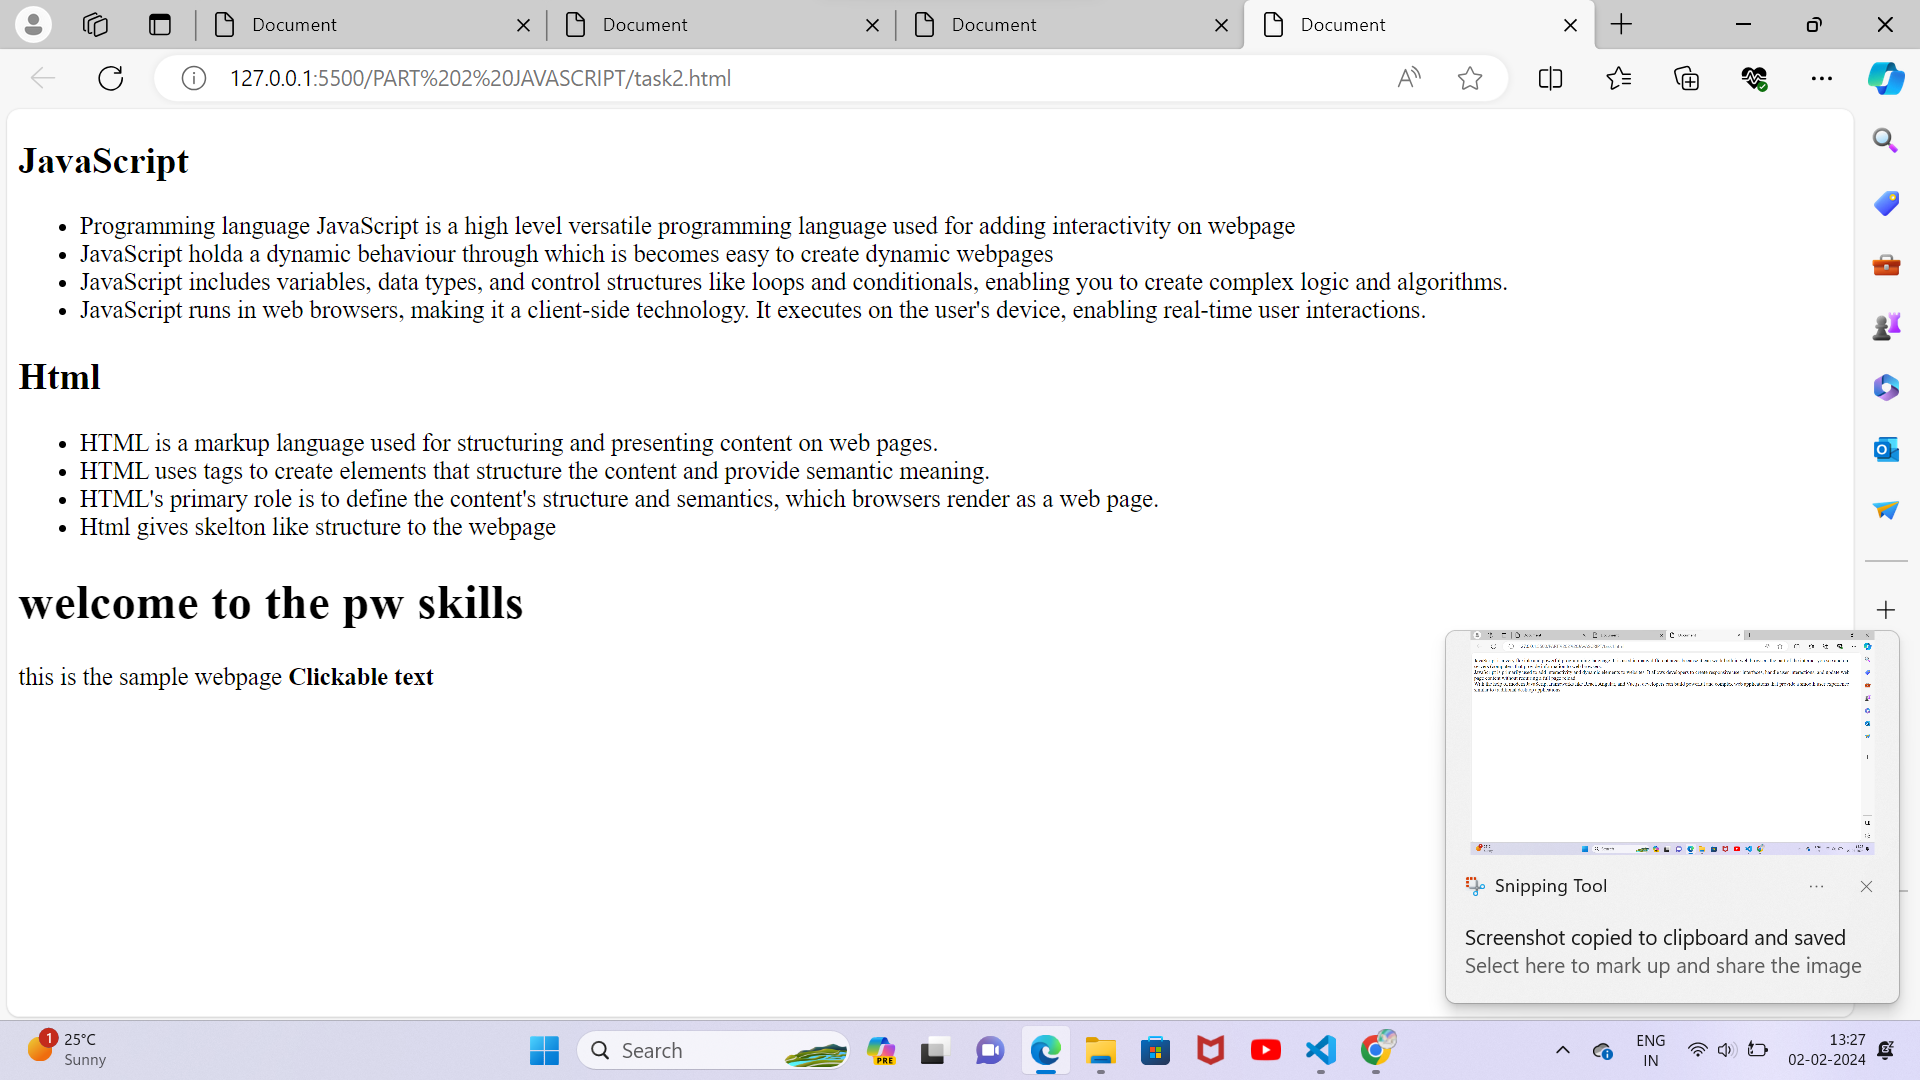 Document
Document
Document
Document
127.0.0.1:5500/PART%202%20JAVASCRIPT/task2.html
JavaScript
• Programming language JavaScript is a high level versatile programming language used for adding interactivity on webpage
• JavaScript holda a dynamic behaviour through which is becomes easy to create dynamic webpages
• JavaScript includes variables, data types, and control structures like loops and conditionals, enabling you to create complex logic and algorithms.
• JavaScript runs in web browsers, making it a client-side technology. It executes on the user's device, enabling real-time user interactions.
Html
• HTML is a markup language used for structuring and presenting content on web pages.
• HTML uses tags to create elements that structure the content and provide semantic meaning.
• HTML's primary role is to define the content's structure and semantics, which browsers render as a web page.
• Html gives skelton like structure to the webpage
welcome to the pw skills
this is the sample webpage Clickable text
Snipping Tool
Screenshot copied to clipboard and saved
Select here to mark up and share the image
1
25°C
Sunny
Search
PRE
ENG
IN
13:27
02-02-2024